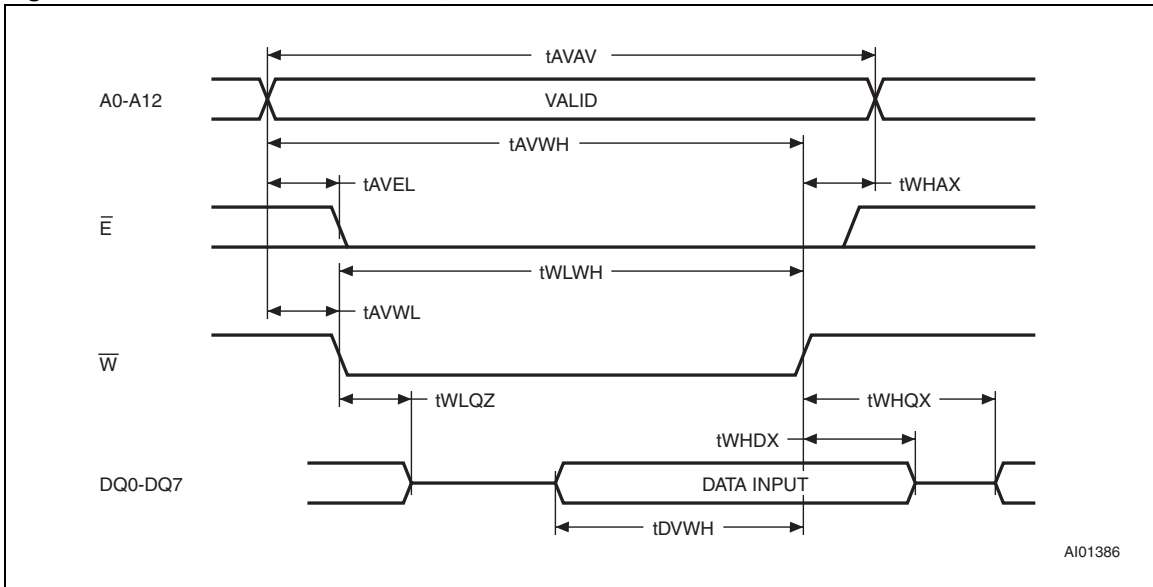 tAVAV
A0-A12
VALID
tAVWH
tAVEL
tWHAX
E̅
tWLWH
tAVWL
W̅
tWLQZ
tWHQX
tWHDX
DQ0-DQ7
DATA INPUT
tDVWH
AI01386